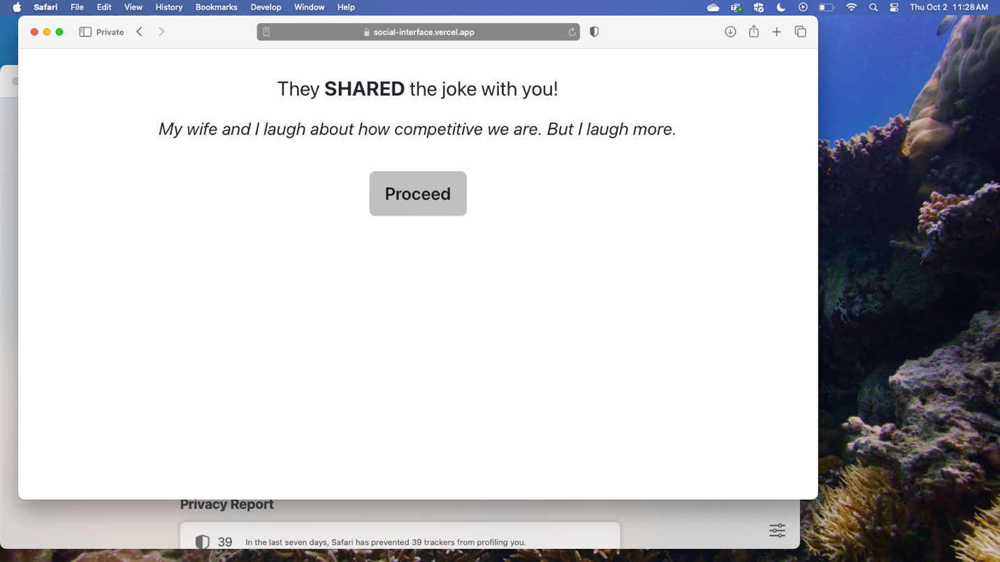 Safari File Edit View History Bookmarks Develop Window Help Thu Oct 2 11:28 AM
Private social-interface.vercel.app
They SHARED the joke with you!
My wife and I laugh about how competitive we are. But I laugh more.
Proceed
Privacy Report
39 In the last seven days, Safari has prevented 39 trackers from profiling you.